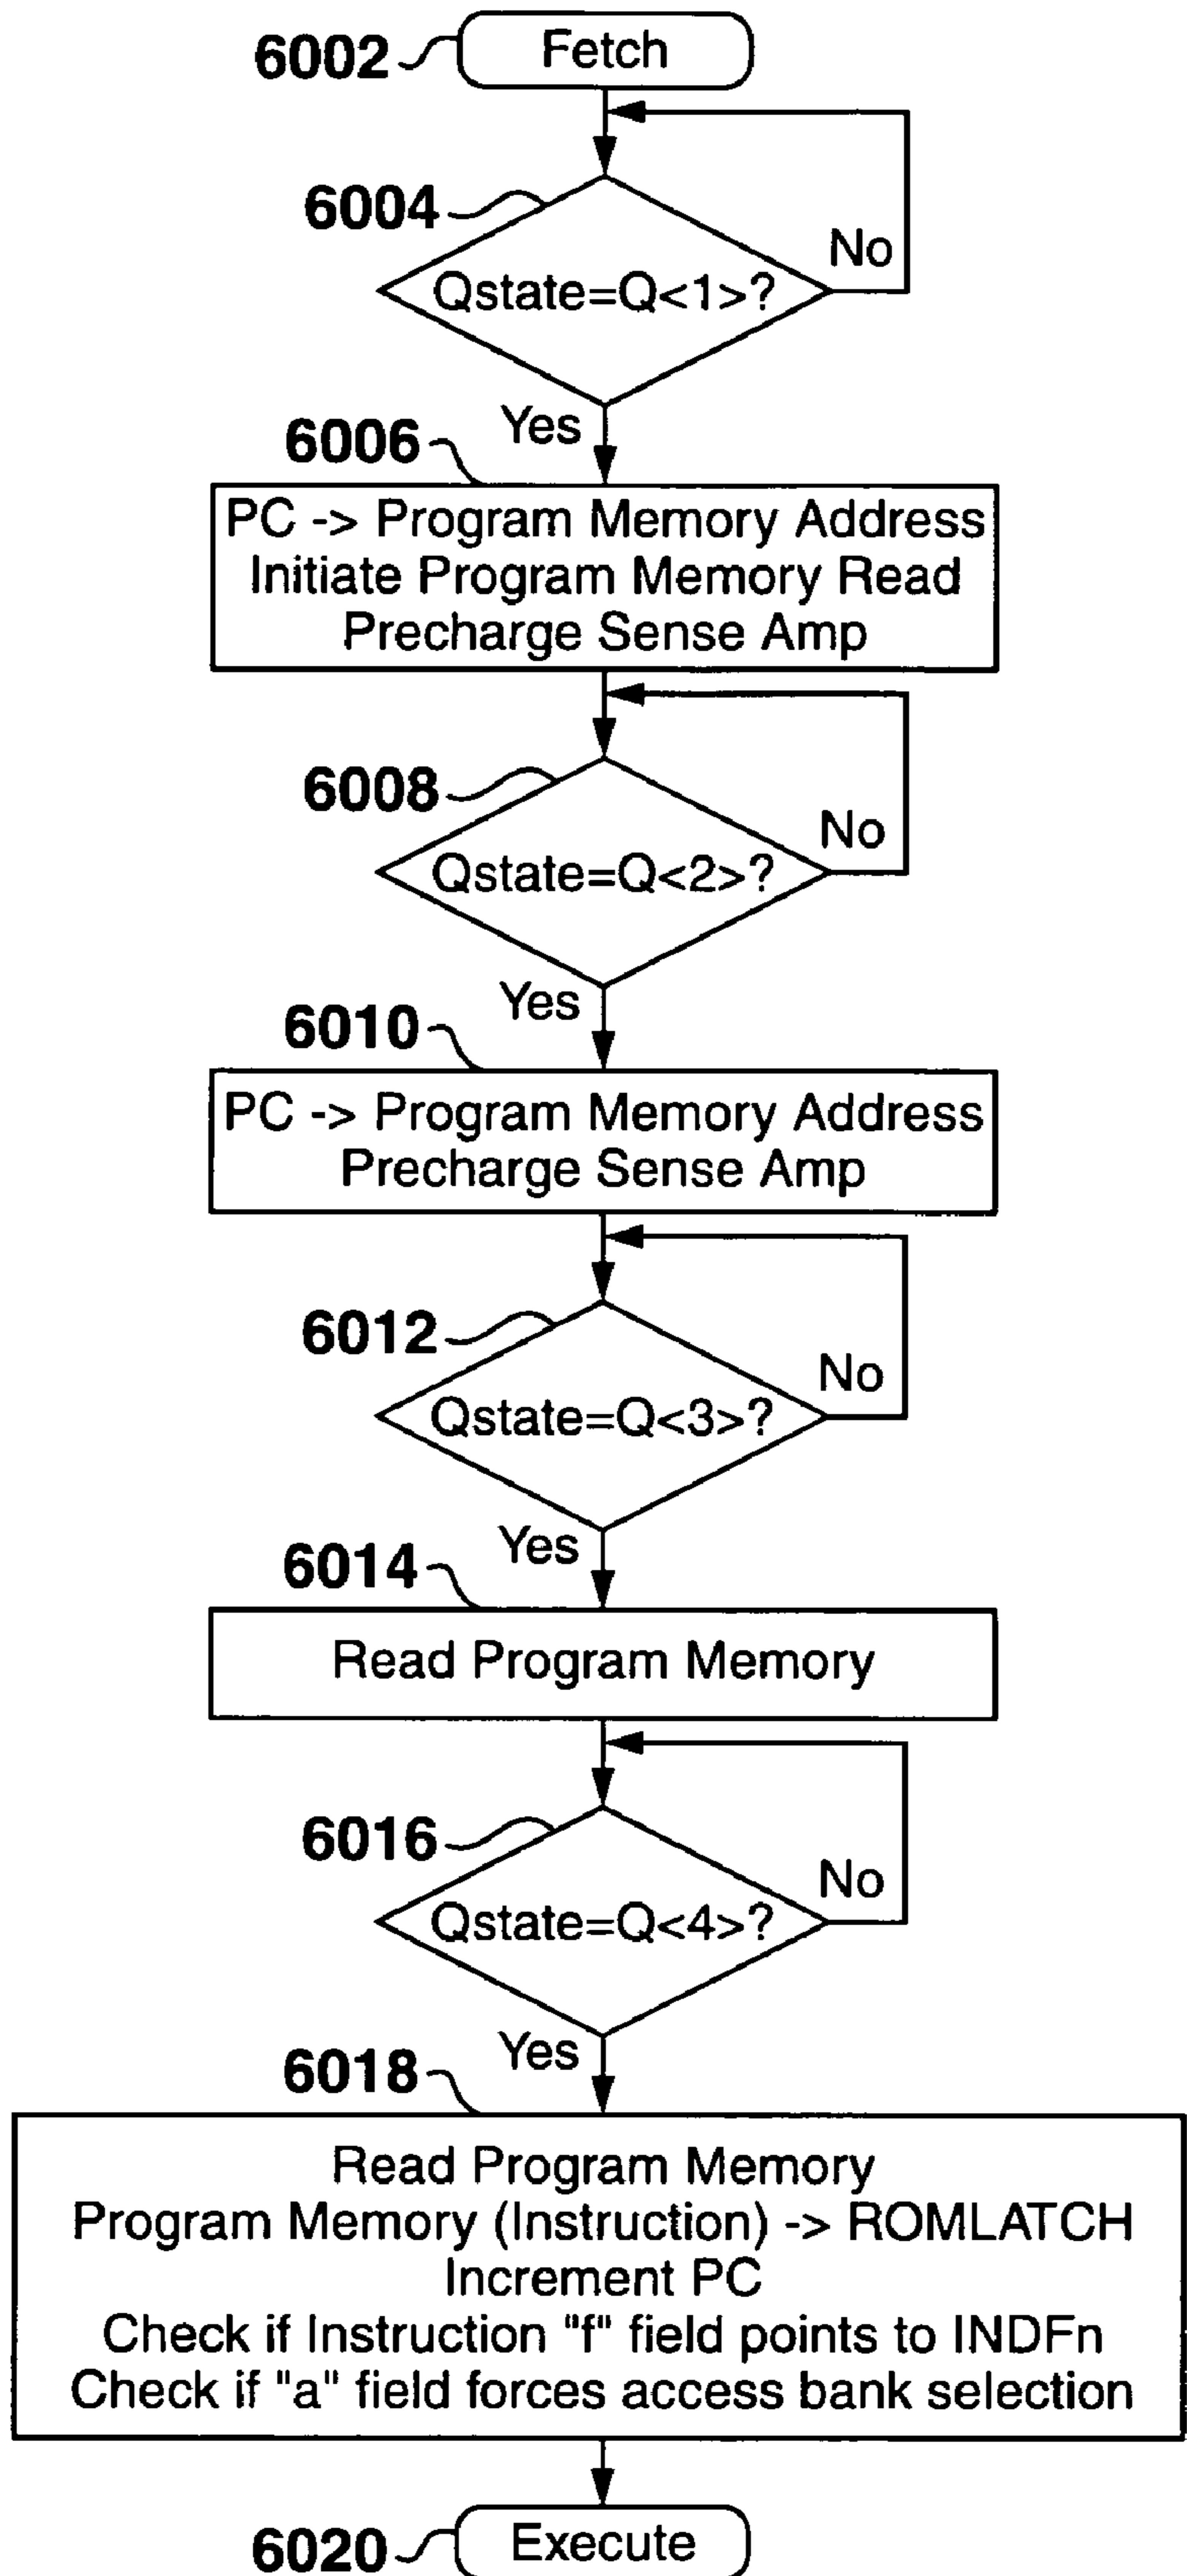 6002 Fetch
6004
No
Qstate=Q<1>?
Yes
6006
PC -> Program Memory Address
Initiate Program Memory Read
Precharge Sense Amp
6008
No
Qstate=Q<2>?
Yes
6010
PC -> Program Memory Address
Precharge Sense Amp
6012
No
Qstate=Q<3>?
Yes
6014
Read Program Memory
6016
No
Qstate=Q<4>?
Yes
6018
Read Program Memory
Program Memory (Instruction) -> ROMLATCH
Increment PC
Check if Instruction "f" field points to INDFn
Check if "a" field forces access bank selection
6020 Execute